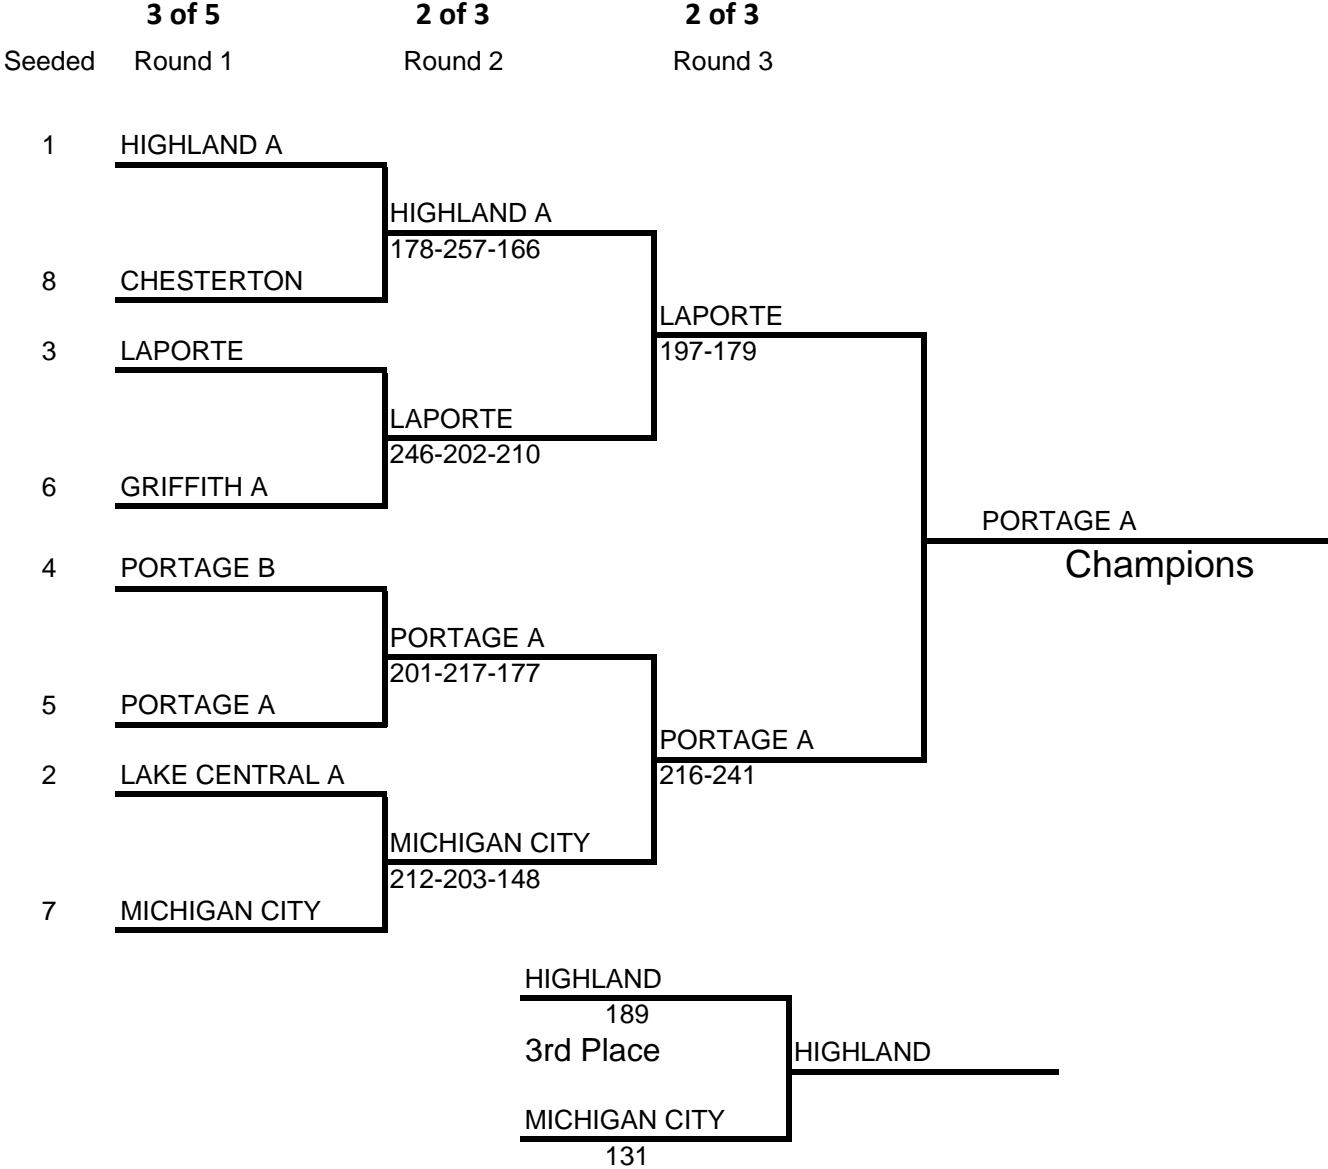 3 of 5 2 of 3 2 of 3
Seeded Round 1 Round 2 Round 3
1 HIGHLAND A
HIGHLAND A
178-257-166
8 CHESTERTON
LAPORTE
197-179
3 LAPORTE
LAPORTE
246-202-210
6 GRIFFITH A
PORTAGE A
Champions
4 PORTAGE B
PORTAGE A
201-217-177
5 PORTAGE A
PORTAGE A
216-241
2 LAKE CENTRAL A
MICHIGAN CITY
212-203-148
7 MICHIGAN CITY
HIGHLAND
189
3rd Place HIGHLAND
MICHIGAN CITY
131